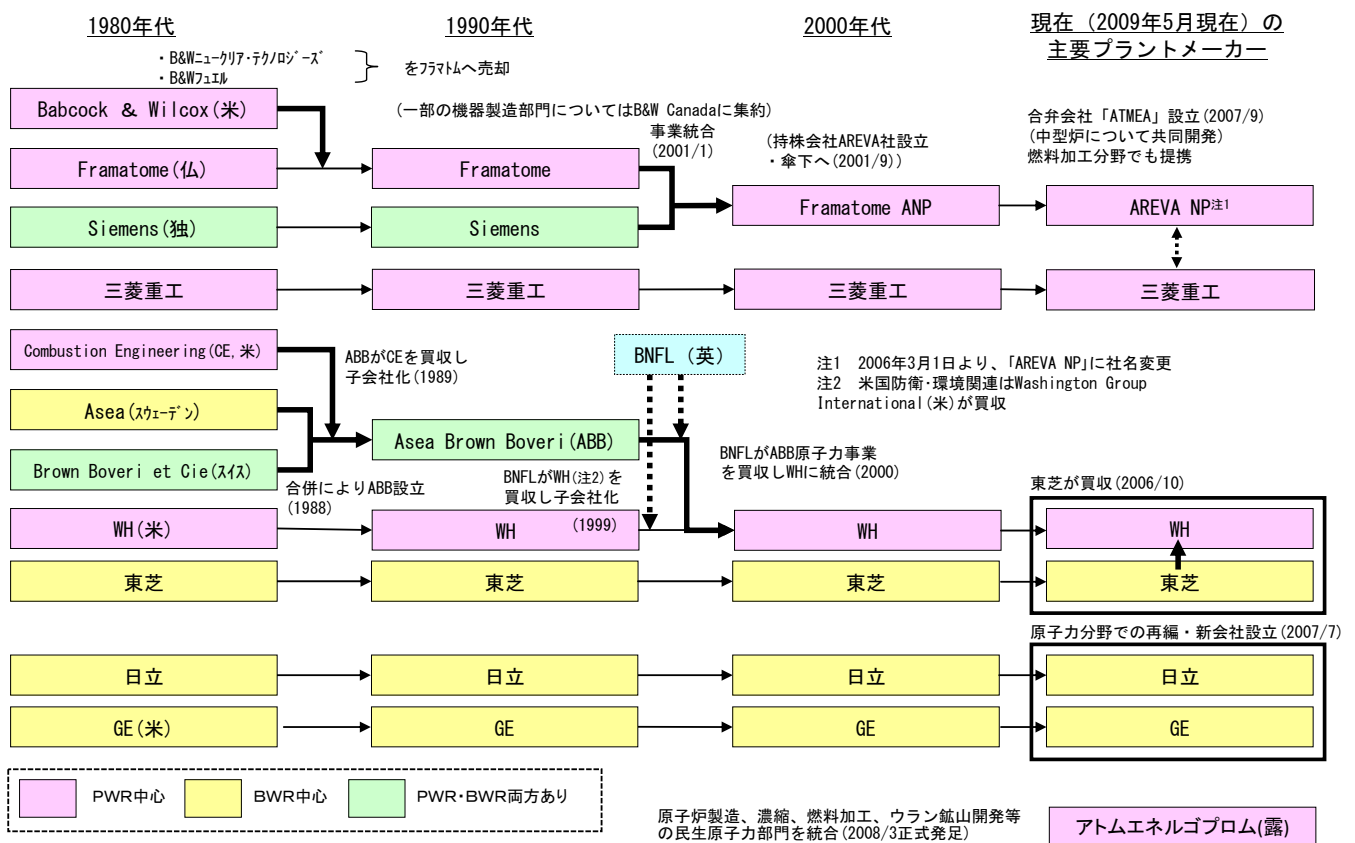 1980年代
1990年代
2000年代
現在（2009年5月現在）の
主要プラントメーカー
・B&Wﾆｭｰｸﾘｱ･ﾃｸﾉﾛｼﾞｰｽﾞ
・B&Wﾌｭｴﾙ
をﾌﾗﾏﾄﾑへ売却
Babcock ＆ Wilcox(米)
(一部の機器製造部門についてはB&W Canadaに集約)
事業統合
(2001/1)
(持株会社AREVA社設立
・傘下へ(2001/9))
合弁会社「ATMEA」設立(2007/9)
(中型炉について共同開発)
燃料加工分野でも提携
Framatome(仏)
Framatome
Framatome ANP
AREVA NP注1
Siemens(独)
Siemens
三菱重工
三菱重工
三菱重工
三菱重工
Combustion Engineering(CE,米)
ABBがCEを買収し
子会社化(1989)
BNFL（英）
注1　2006年3月1日より、「AREVA NP」に社名変更
注2　米国防衛･環境関連はWashington Group
International(米)が買収
Asea(ｽｳｪｰﾃﾞﾝ)
Asea Brown Boveri(ABB)
Brown Boveri et Cie(ｽｲｽ)
合併によりABB設立
(1988)
BNFLがWH(注2)を
買収し子会社化
(1999)
BNFLがABB原子力事業
を買収しWHに統合(2000)
東芝が買収(2006/10)
WH(米)
WH
WH
WH
東芝
東芝
東芝
東芝
原子力分野での再編・新会社設立(2007/7)
日立
日立
日立
日立
GE(米)
GE
GE
GE
PWR中心
BWR中心
PWR・BWR両方あり
原子炉製造、濃縮、燃料加工、ウラン鉱山開発等
の民生原子力部門を統合(2008/3正式発足)
アトムエネルゴプロム(露)